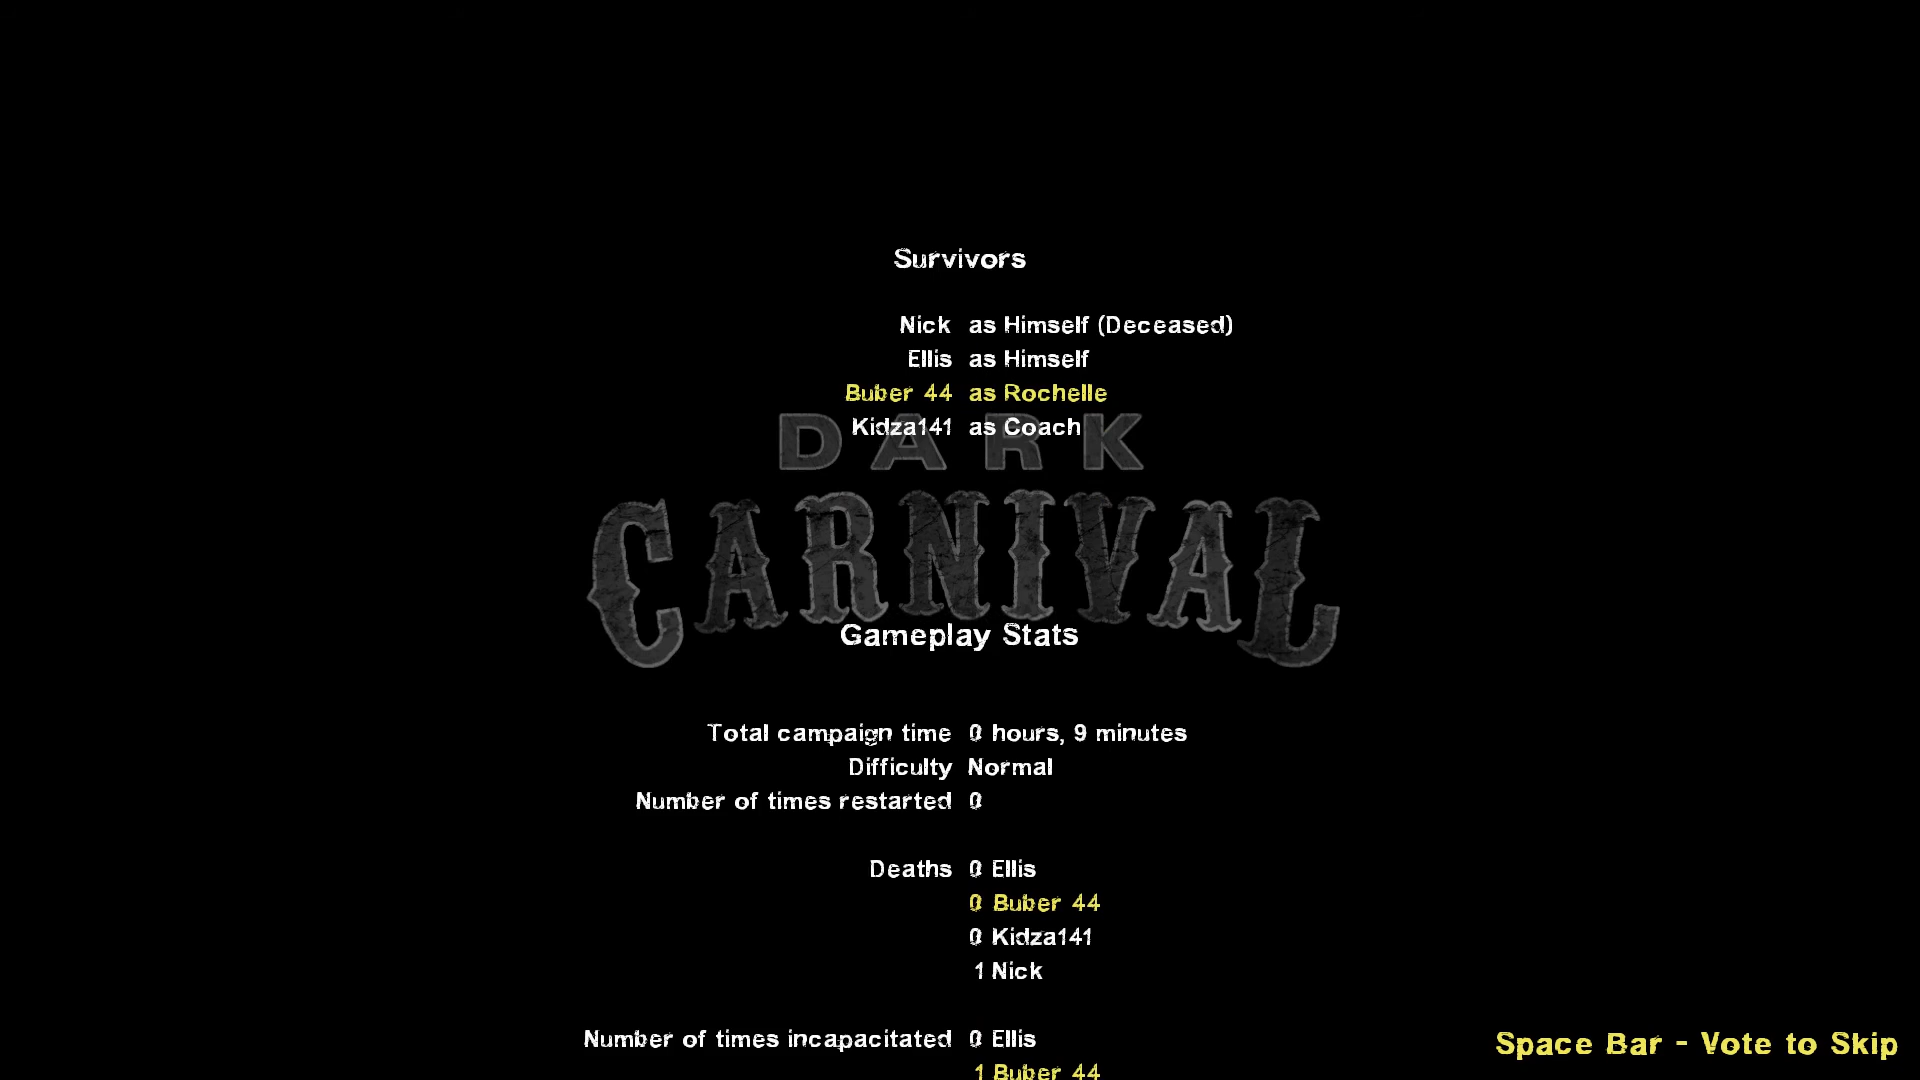 Survivors
Nick as Himself (Deceased)
Ellis as Himself
Buber 44 as Rochelle
Kidza141 as Coach
DARK
CARNIVAL
Gameplay Stats
Total campaign time 0 hours, 9 minutes
Difficulty Normal
Number of times restarted 0
Deaths 0 Ellis
0 Buber 44
0 Kidza141
1 Nick
Number of times incapacitated 0 Ellis
1 Buber 44
Space Bar - Vote to Skip